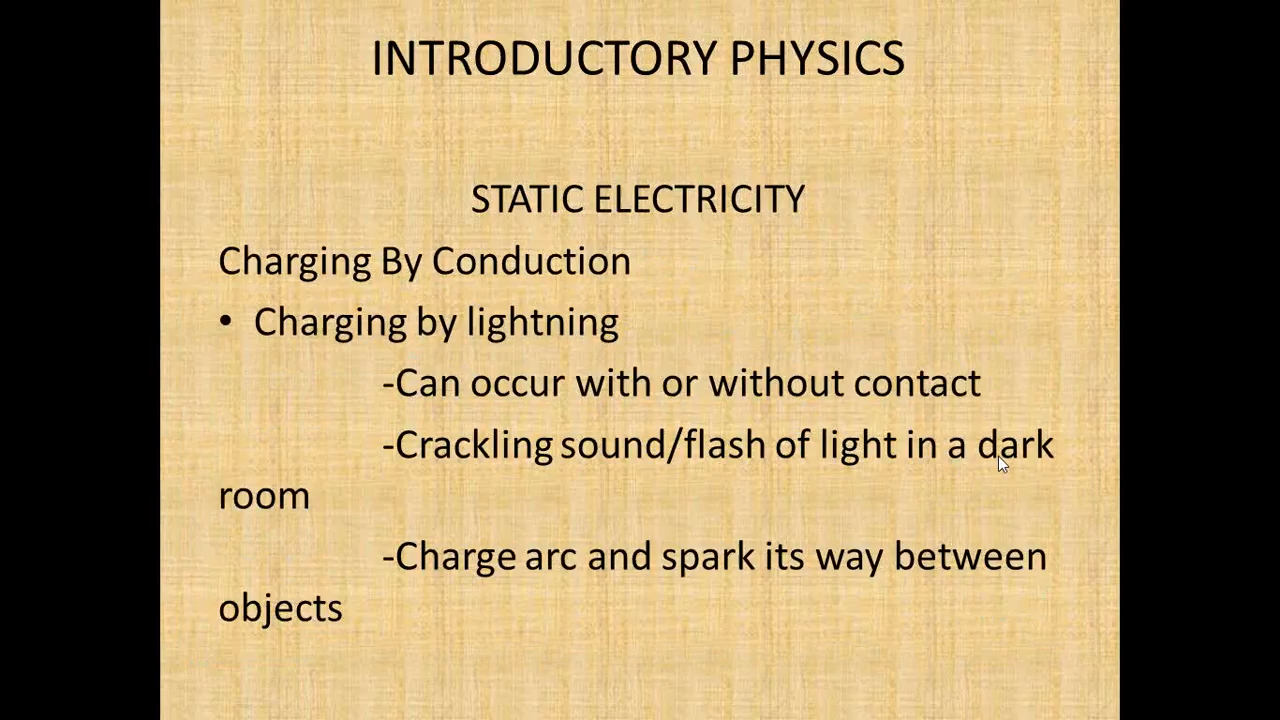 INTRODUCTORY PHYSICS
STATIC ELECTRICITY
Charging By Conduction
• Charging by lightning
-Can occur with or without contact
-Crackling sound/flash of light in a dark
room
-Charge arc and spark its way between
objects